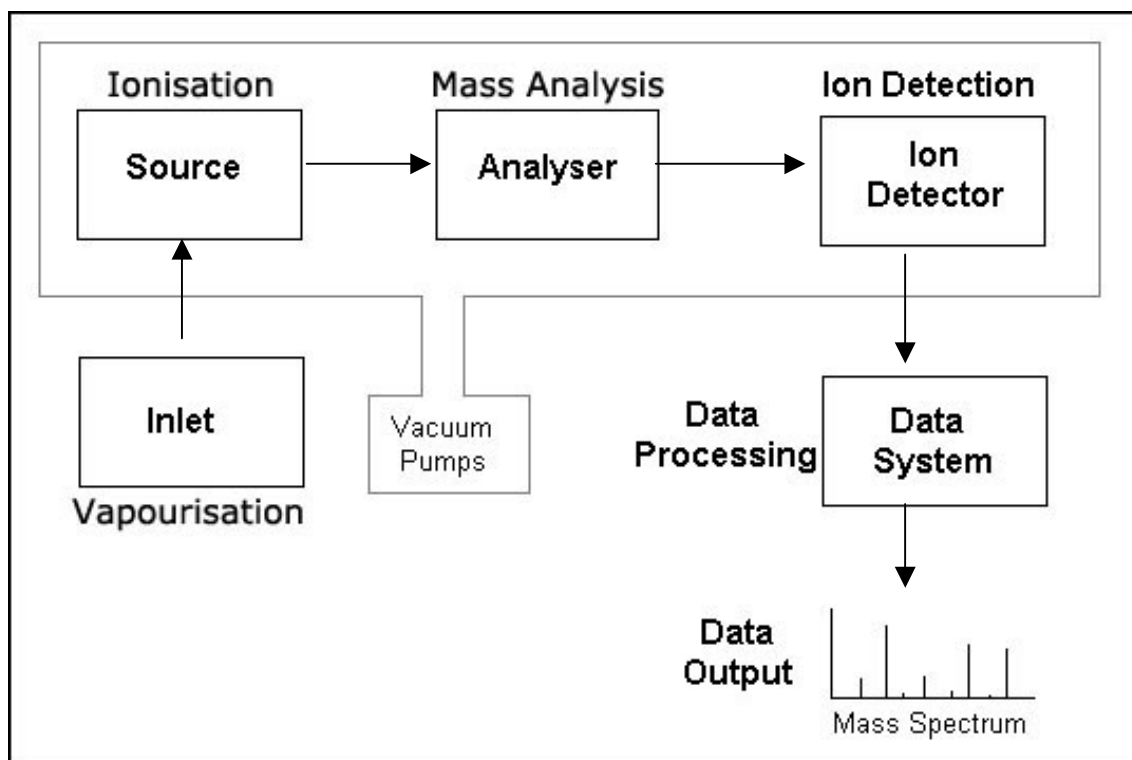 Ionisation
Mass Analysis
Ion Detection
Source
Analyser
Ion
Detector
Inlet
Vapourisation
Vacuum
Pumps
Data
Processing
Data
System
Data
Output
Mass Spectrum